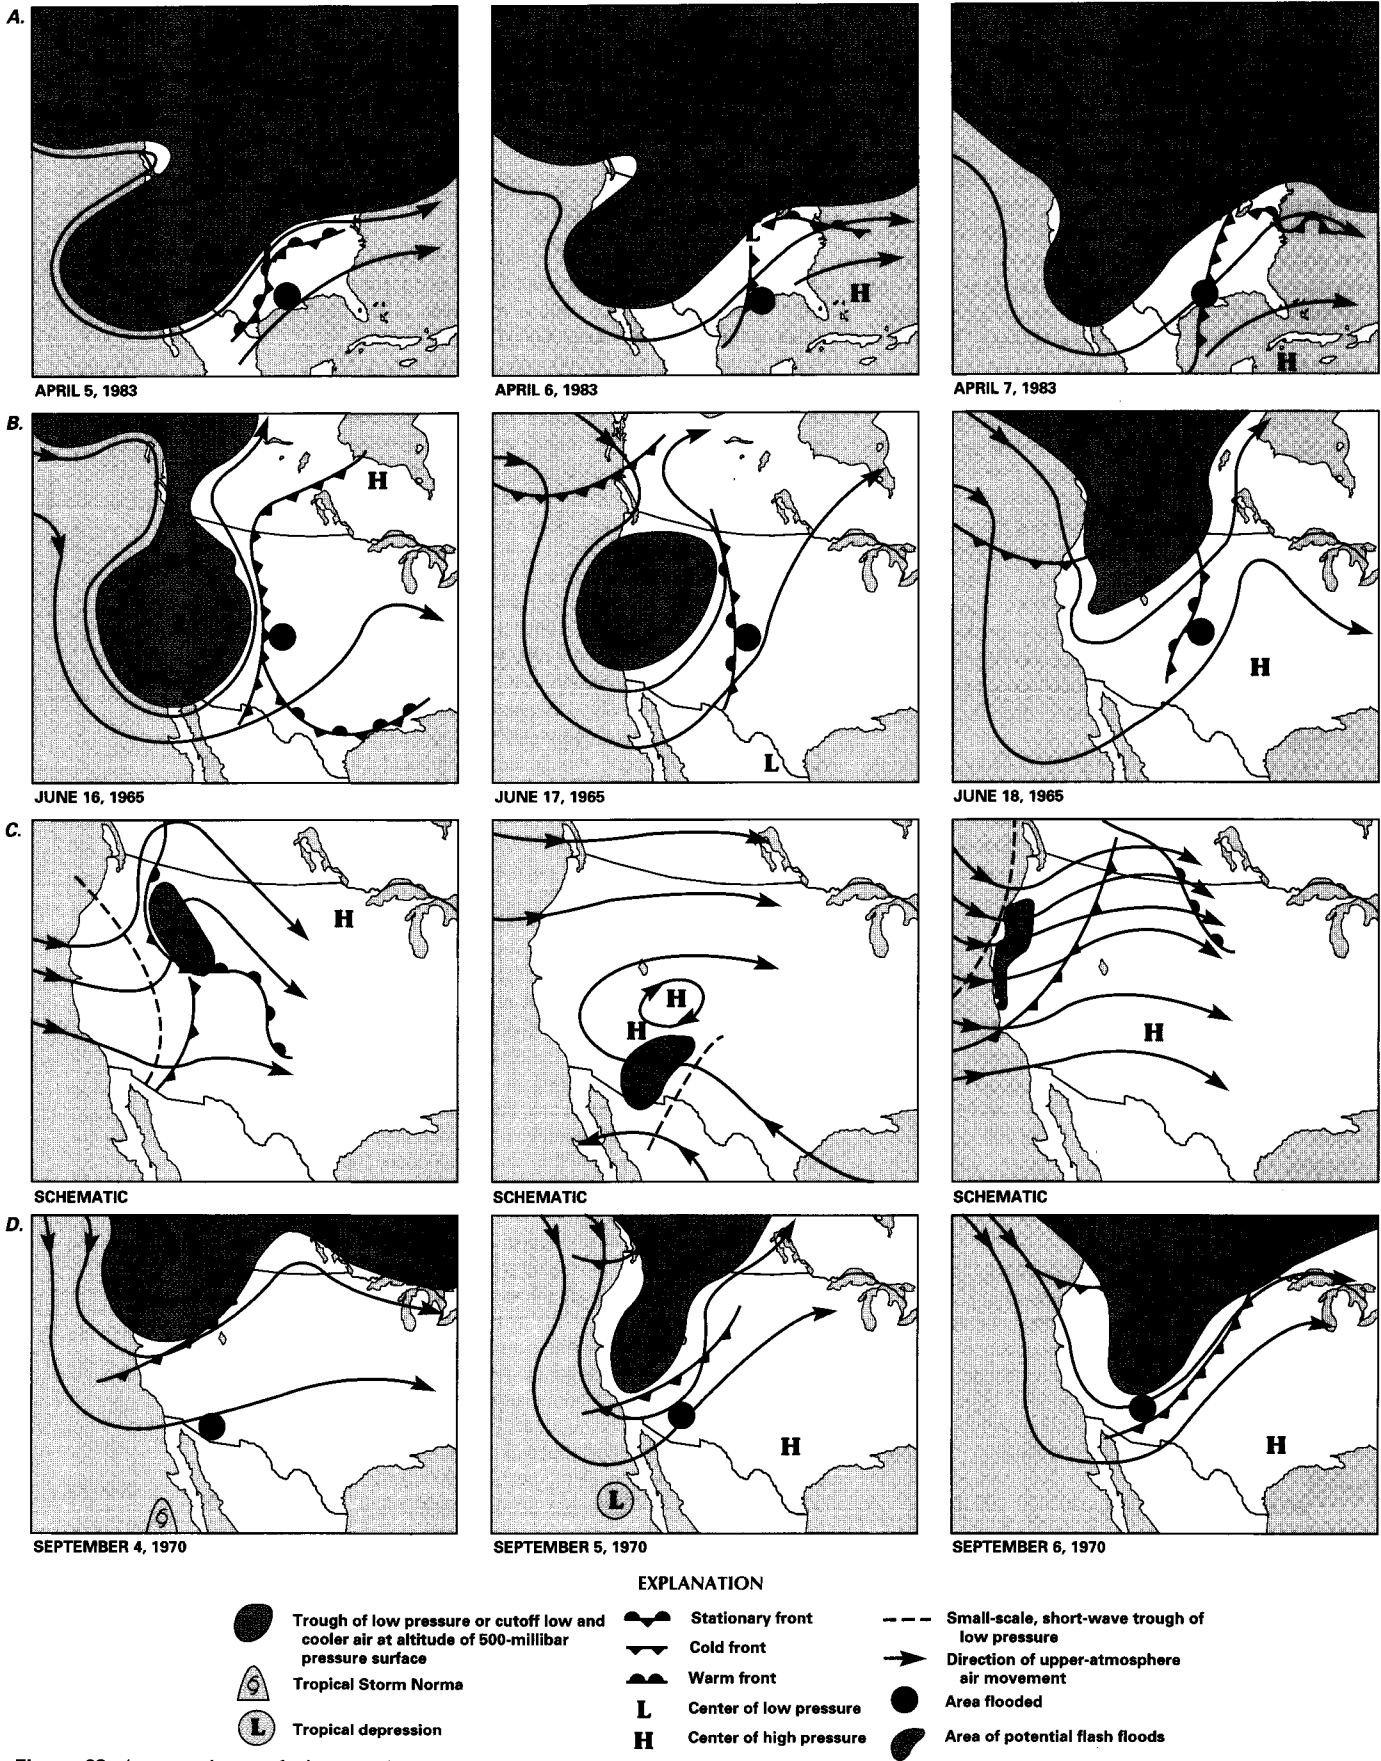 A.
L
H
H
APRIL 5, 1983
APRIL 6, 1983
APRIL 7, 1983
B.
H
L
H
JUNE 16, 1965
JUNE 17, 1965
JUNE 18, 1965
C.
H
H
H
H
SCHEMATIC
SCHEMATIC
SCHEMATIC
D.
L
H
H
SEPTEMBER 4, 1970
SEPTEMBER 5, 1970
SEPTEMBER 6, 1970
EXPLANATION
Trough of low pressure or cutoff low and
cooler air at altitude of 500-millibar
pressure surface
Tropical Storm Norma
L Tropical depression
Stationary front
Cold front
Warm front
L Center of low pressure
H Center of high pressure
Small-scale, short-wave trough of
low pressure
Direction of upper-atmosphere
air movement
Area flooded
Area of potential flash floods